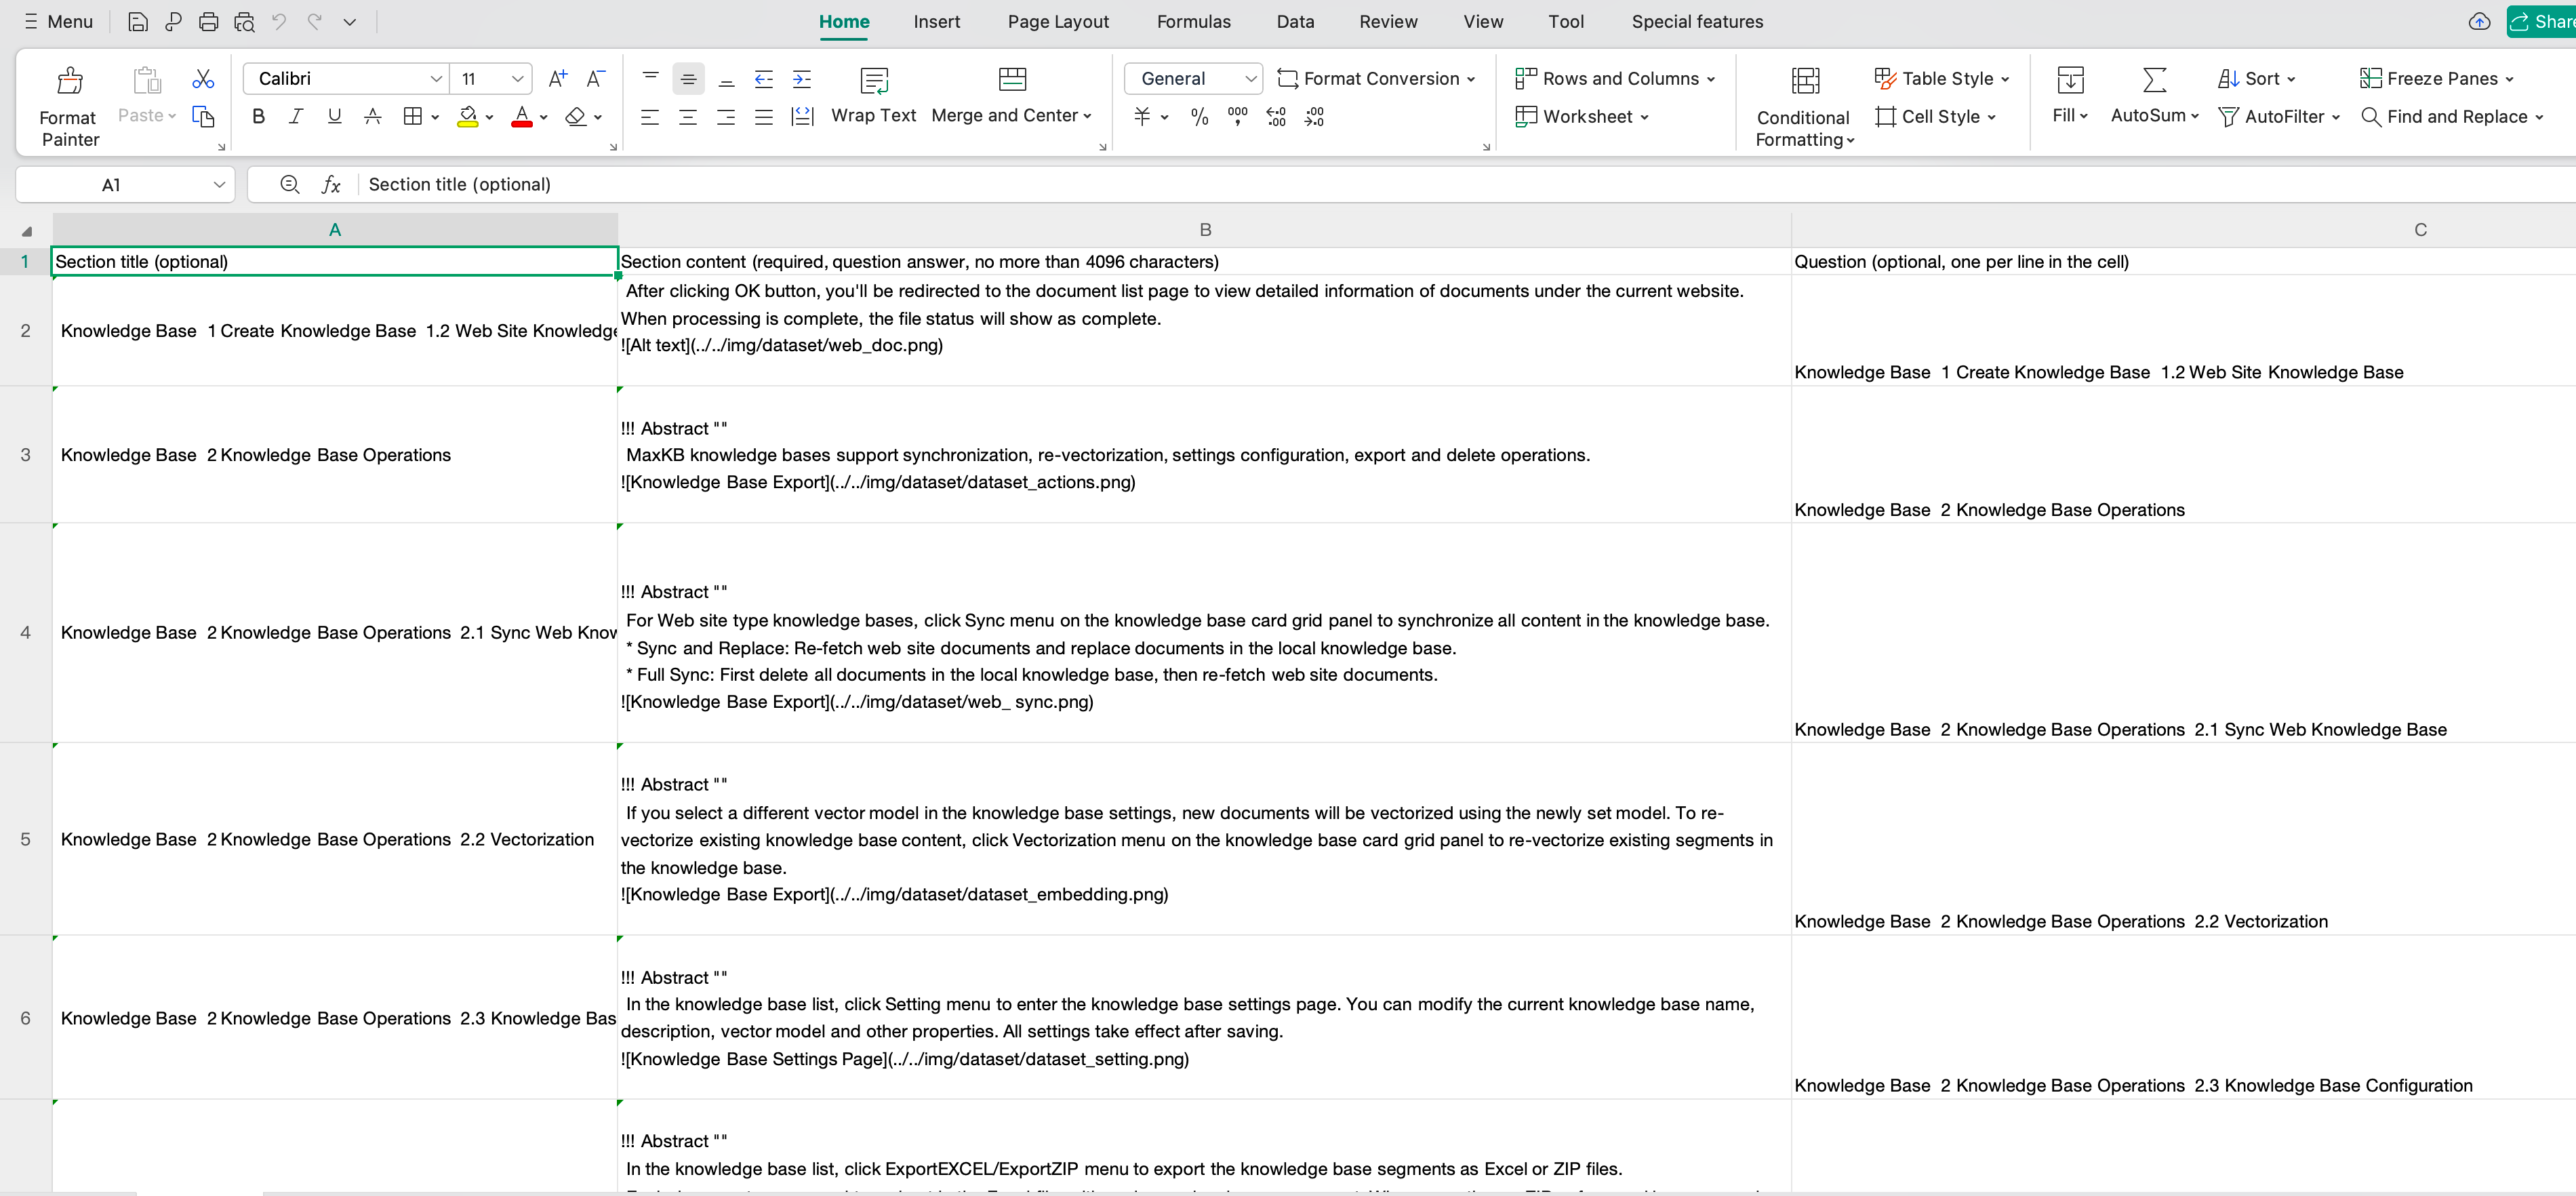 Menu
Home Insert Page Layout Formulas Data Review View Tool Special features
Share
Format Painter
Paste
Calibri 11 A+ A-
B I U A
Wrap Text Merge and Center
General Format Conversion
Rows and Columns
Worksheet
Conditional Formatting
Table Style
Cell Style
Fill AutoSum
Sort
AutoFilter
Freeze Panes
Find and Replace
A1 fx Section title (optional)
A B C
1 Section title (optional) Section content (required, question answer, no more than 4096 characters) Question (optional, one per line in the cell)
2 Knowledge Base 1 Create Knowledge Base 1.2 Web Site Knowledge
After clicking OK button, you'll be redirected to the document list page to view detailed information of documents under the current website.
When processing is complete, the file status will show as complete.
![Alt text](../../img/dataset/web_doc.png)
Knowledge Base 1 Create Knowledge Base 1.2 Web Site Knowledge Base
3 Knowledge Base 2 Knowledge Base Operations
!!! Abstract ""
MaxKB knowledge bases support synchronization, re-vectorization, settings configuration, export and delete operations.
![Knowledge Base Export](../../img/dataset/dataset_actions.png)
Knowledge Base 2 Knowledge Base Operations
4 Knowledge Base 2 Knowledge Base Operations 2.1 Sync Web Know
!!! Abstract ""
For Web site type knowledge bases, click Sync menu on the knowledge base card grid panel to synchronize all content in the knowledge base.
* Sync and Replace: Re-fetch web site documents and replace documents in the local knowledge base.
* Full Sync: First delete all documents in the local knowledge base, then re-fetch web site documents.
![Knowledge Base Export](../../img/dataset/web_ sync.png)
Knowledge Base 2 Knowledge Base Operations 2.1 Sync Web Knowledge Base
5 Knowledge Base 2 Knowledge Base Operations 2.2 Vectorization
!!! Abstract ""
If you select a different vector model in the knowledge base settings, new documents will be vectorized using the newly set model. To re-
vectorize existing knowledge base content, click Vectorization menu on the knowledge base card grid panel to re-vectorize existing segments in
the knowledge base.
![Knowledge Base Export](../../img/dataset/dataset_embedding.png)
Knowledge Base 2 Knowledge Base Operations 2.2 Vectorization
6 Knowledge Base 2 Knowledge Base Operations 2.3 Knowledge Bas
!!! Abstract ""
In the knowledge base list, click Setting menu to enter the knowledge base settings page. You can modify the current knowledge base name,
description, vector model and other properties. All settings take effect after saving.
![Knowledge Base Settings Page](../../img/dataset/dataset_setting.png)
Knowledge Base 2 Knowledge Base Operations 2.3 Knowledge Base Configuration
!!! Abstract ""
In the knowledge base list, click ExportEXCEL/ExportZIP menu to export the knowledge base segments as Excel or ZIP files.